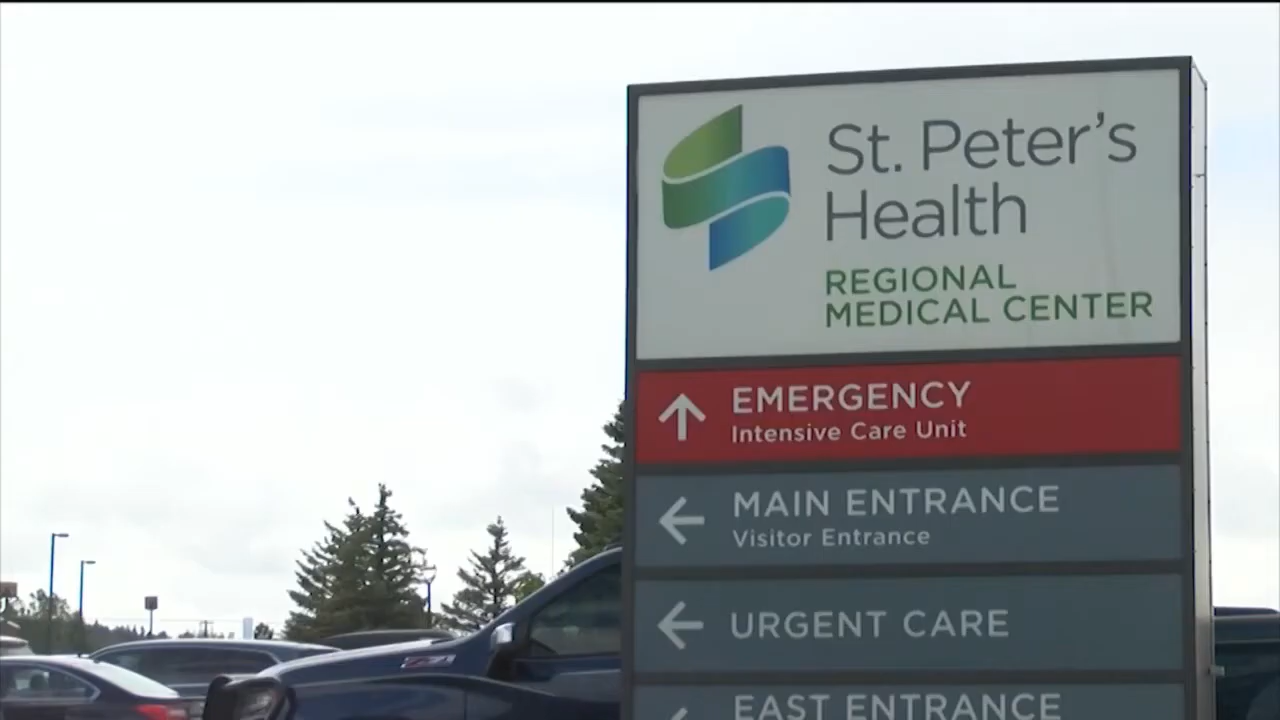 St. Peter's
Health
REGIONAL
MEDICAL CENTER
EMERGENCY
Intensive Care Unit
MAIN ENTRANCE
Visitor Entrance
URGENT CARE
EAST ENTRANCE